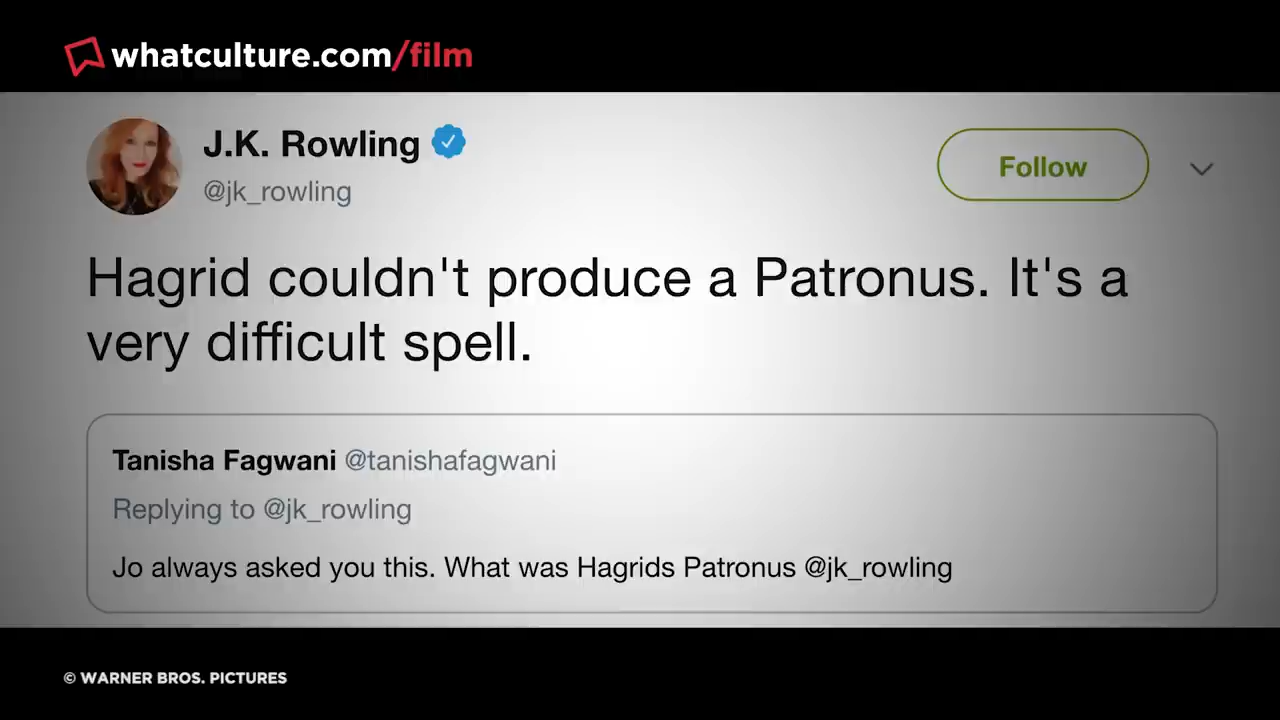 whatculture.com/film
J.K. Rowling
@jk_rowling
Follow
Hagrid couldn't produce a Patronus. It's a
very difficult spell.
Tanisha Fagwani @tanishafagwani
Replying to @jk_rowling
Jo always asked you this. What was Hagrids Patronus @jk_rowling
© WARNER BROS. PICTURES